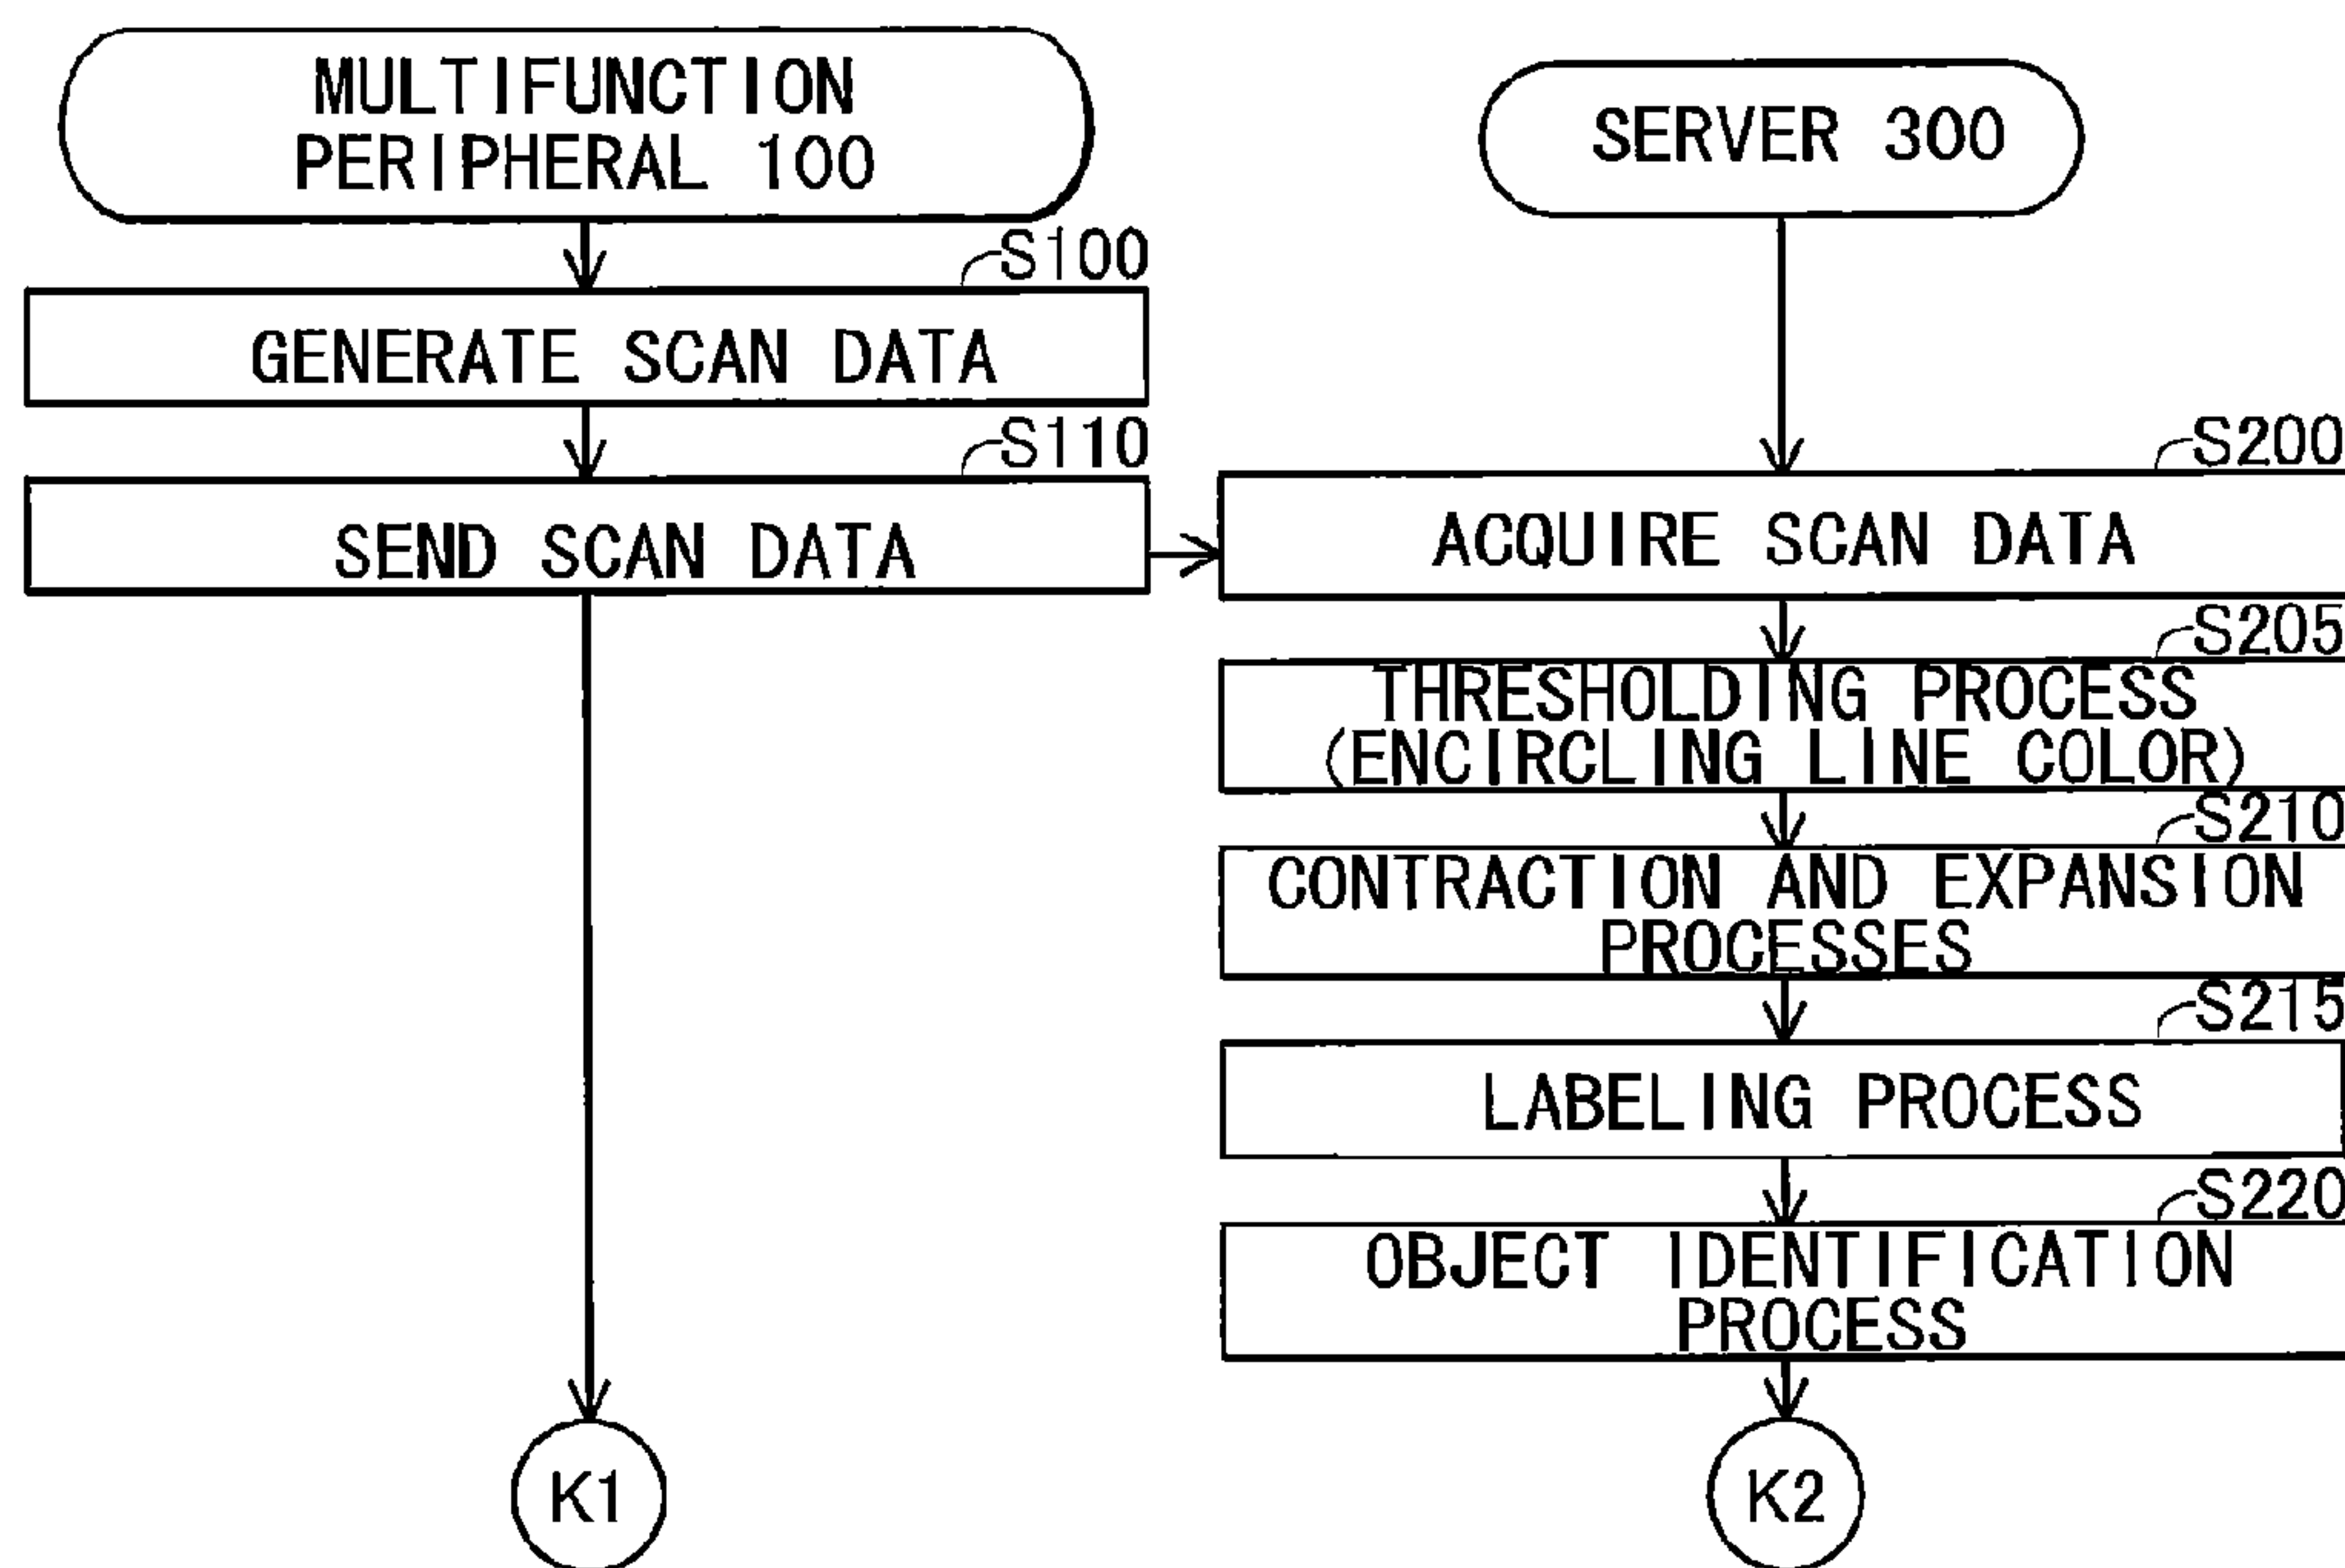 MULTIFUNCTION
PERIPHERAL 100
S100
GENERATE SCAN DATA
S110
SEND SCAN DATA
K1
SERVER 300
S200
ACQUIRE SCAN DATA
S205
THRESHOLDING PROCESS
(ENCIRCLING LINE COLOR)
S210
CONTRACTION AND EXPANSION
PROCESSES
S215
LABELING PROCESS
S220
OBJECT IDENTIFICATION
PROCESS
K2